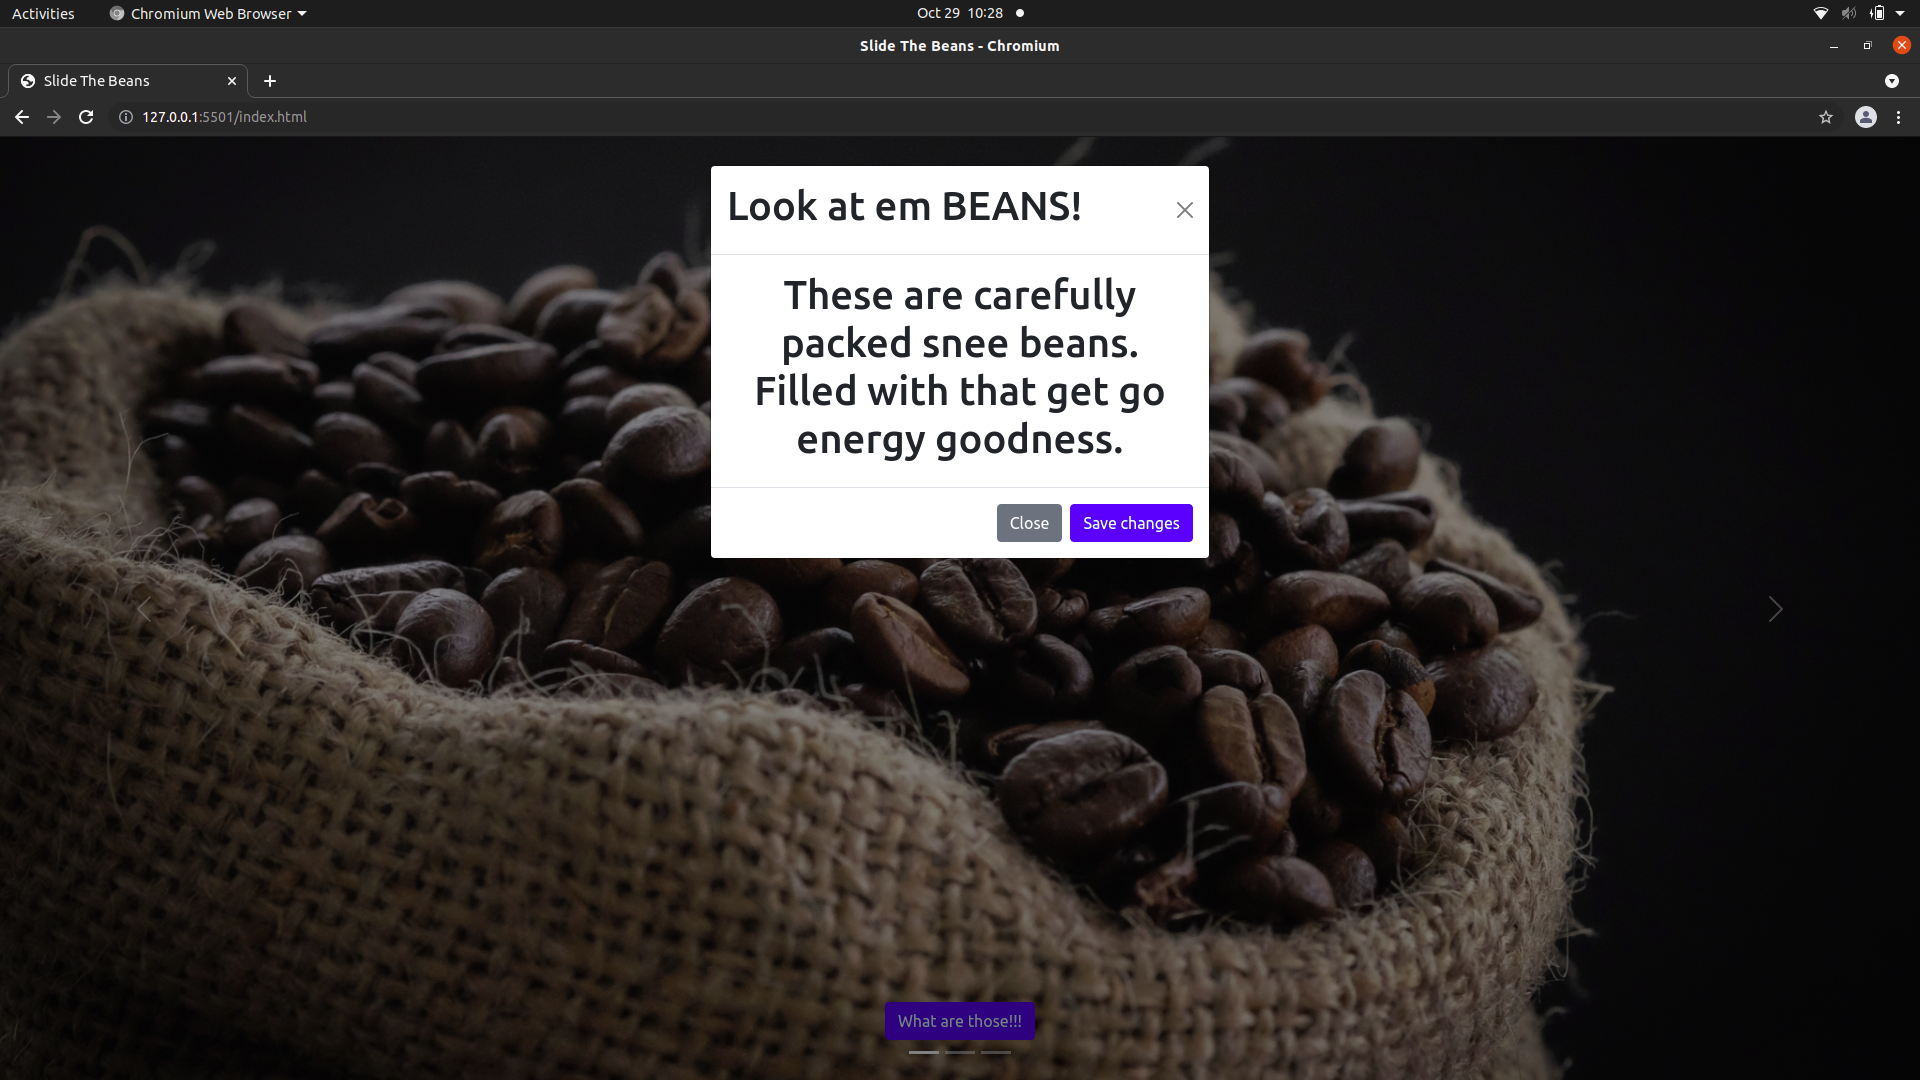 Activities
Chromium Web Browser
Oct 29 10:28
Slide The Beans - Chromium
Slide The Beans
127.0.0.1:5501/index.html
Look at em BEANS!
These are carefully
packed snee beans.
Filled with that get go
energy goodness.
Close
Save changes
What are those!!!